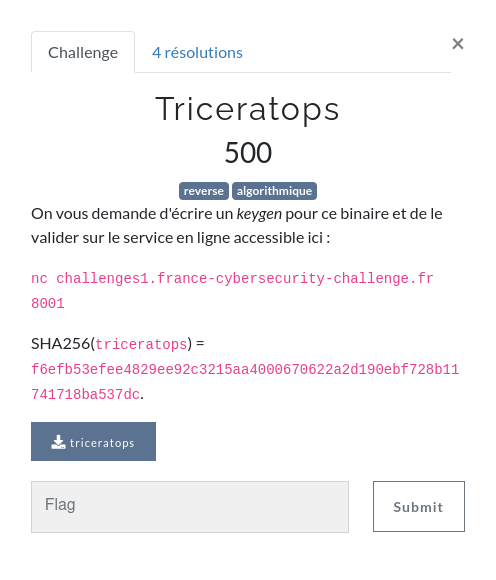 Challenge
4 résolutions
×
Triceratops
500
reverse algorithmique
On vous demande d'écrire un keygen pour ce binaire et de le
valider sur le service en ligne accessible ici :
nc challenges1.france-cybersecurity-challenge.fr
8001
SHA256(triceratops) =
f6efb53efee4829ee92c3215aa4000670622a2d190ebf728b11
741718ba537dc.
triceratops
Flag
Submit